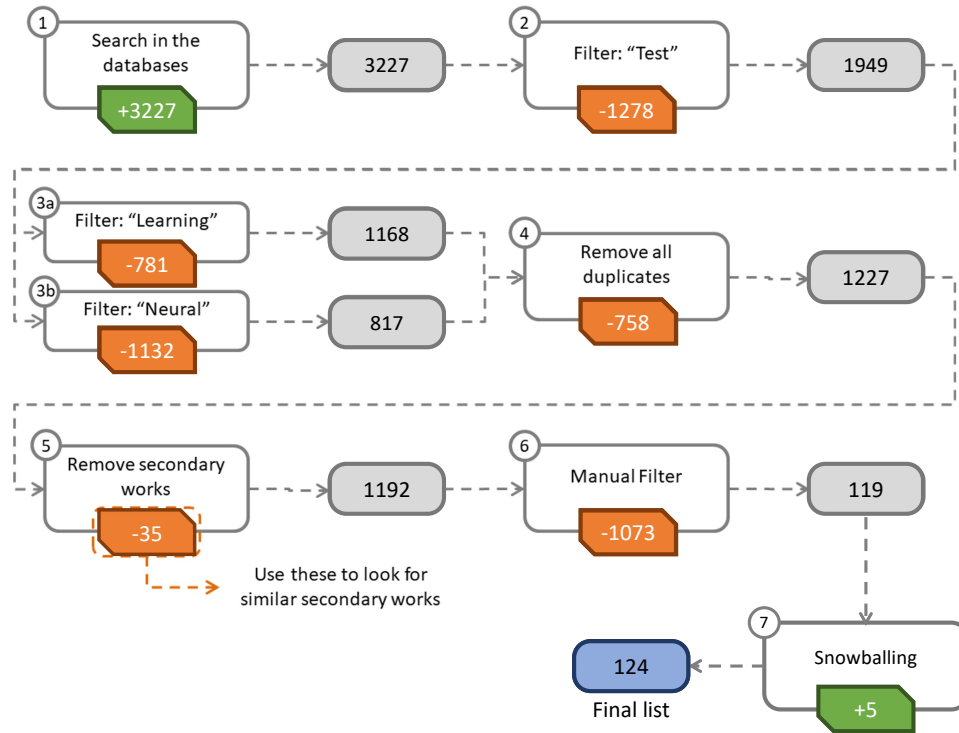 1
Search in the
databases
+3227
3227
2
Filter: “Test”
-1278
1949
3a
Filter: “Learning”
-781
1168
3b
Filter: “Neural”
-1132
817
4
Remove all
duplicates
-758
1227
5
Remove secondary
works
-35
Use these to look for
similar secondary works
1192
6
Manual Filter
-1073
119
7
Snowballing
+5
124
Final list